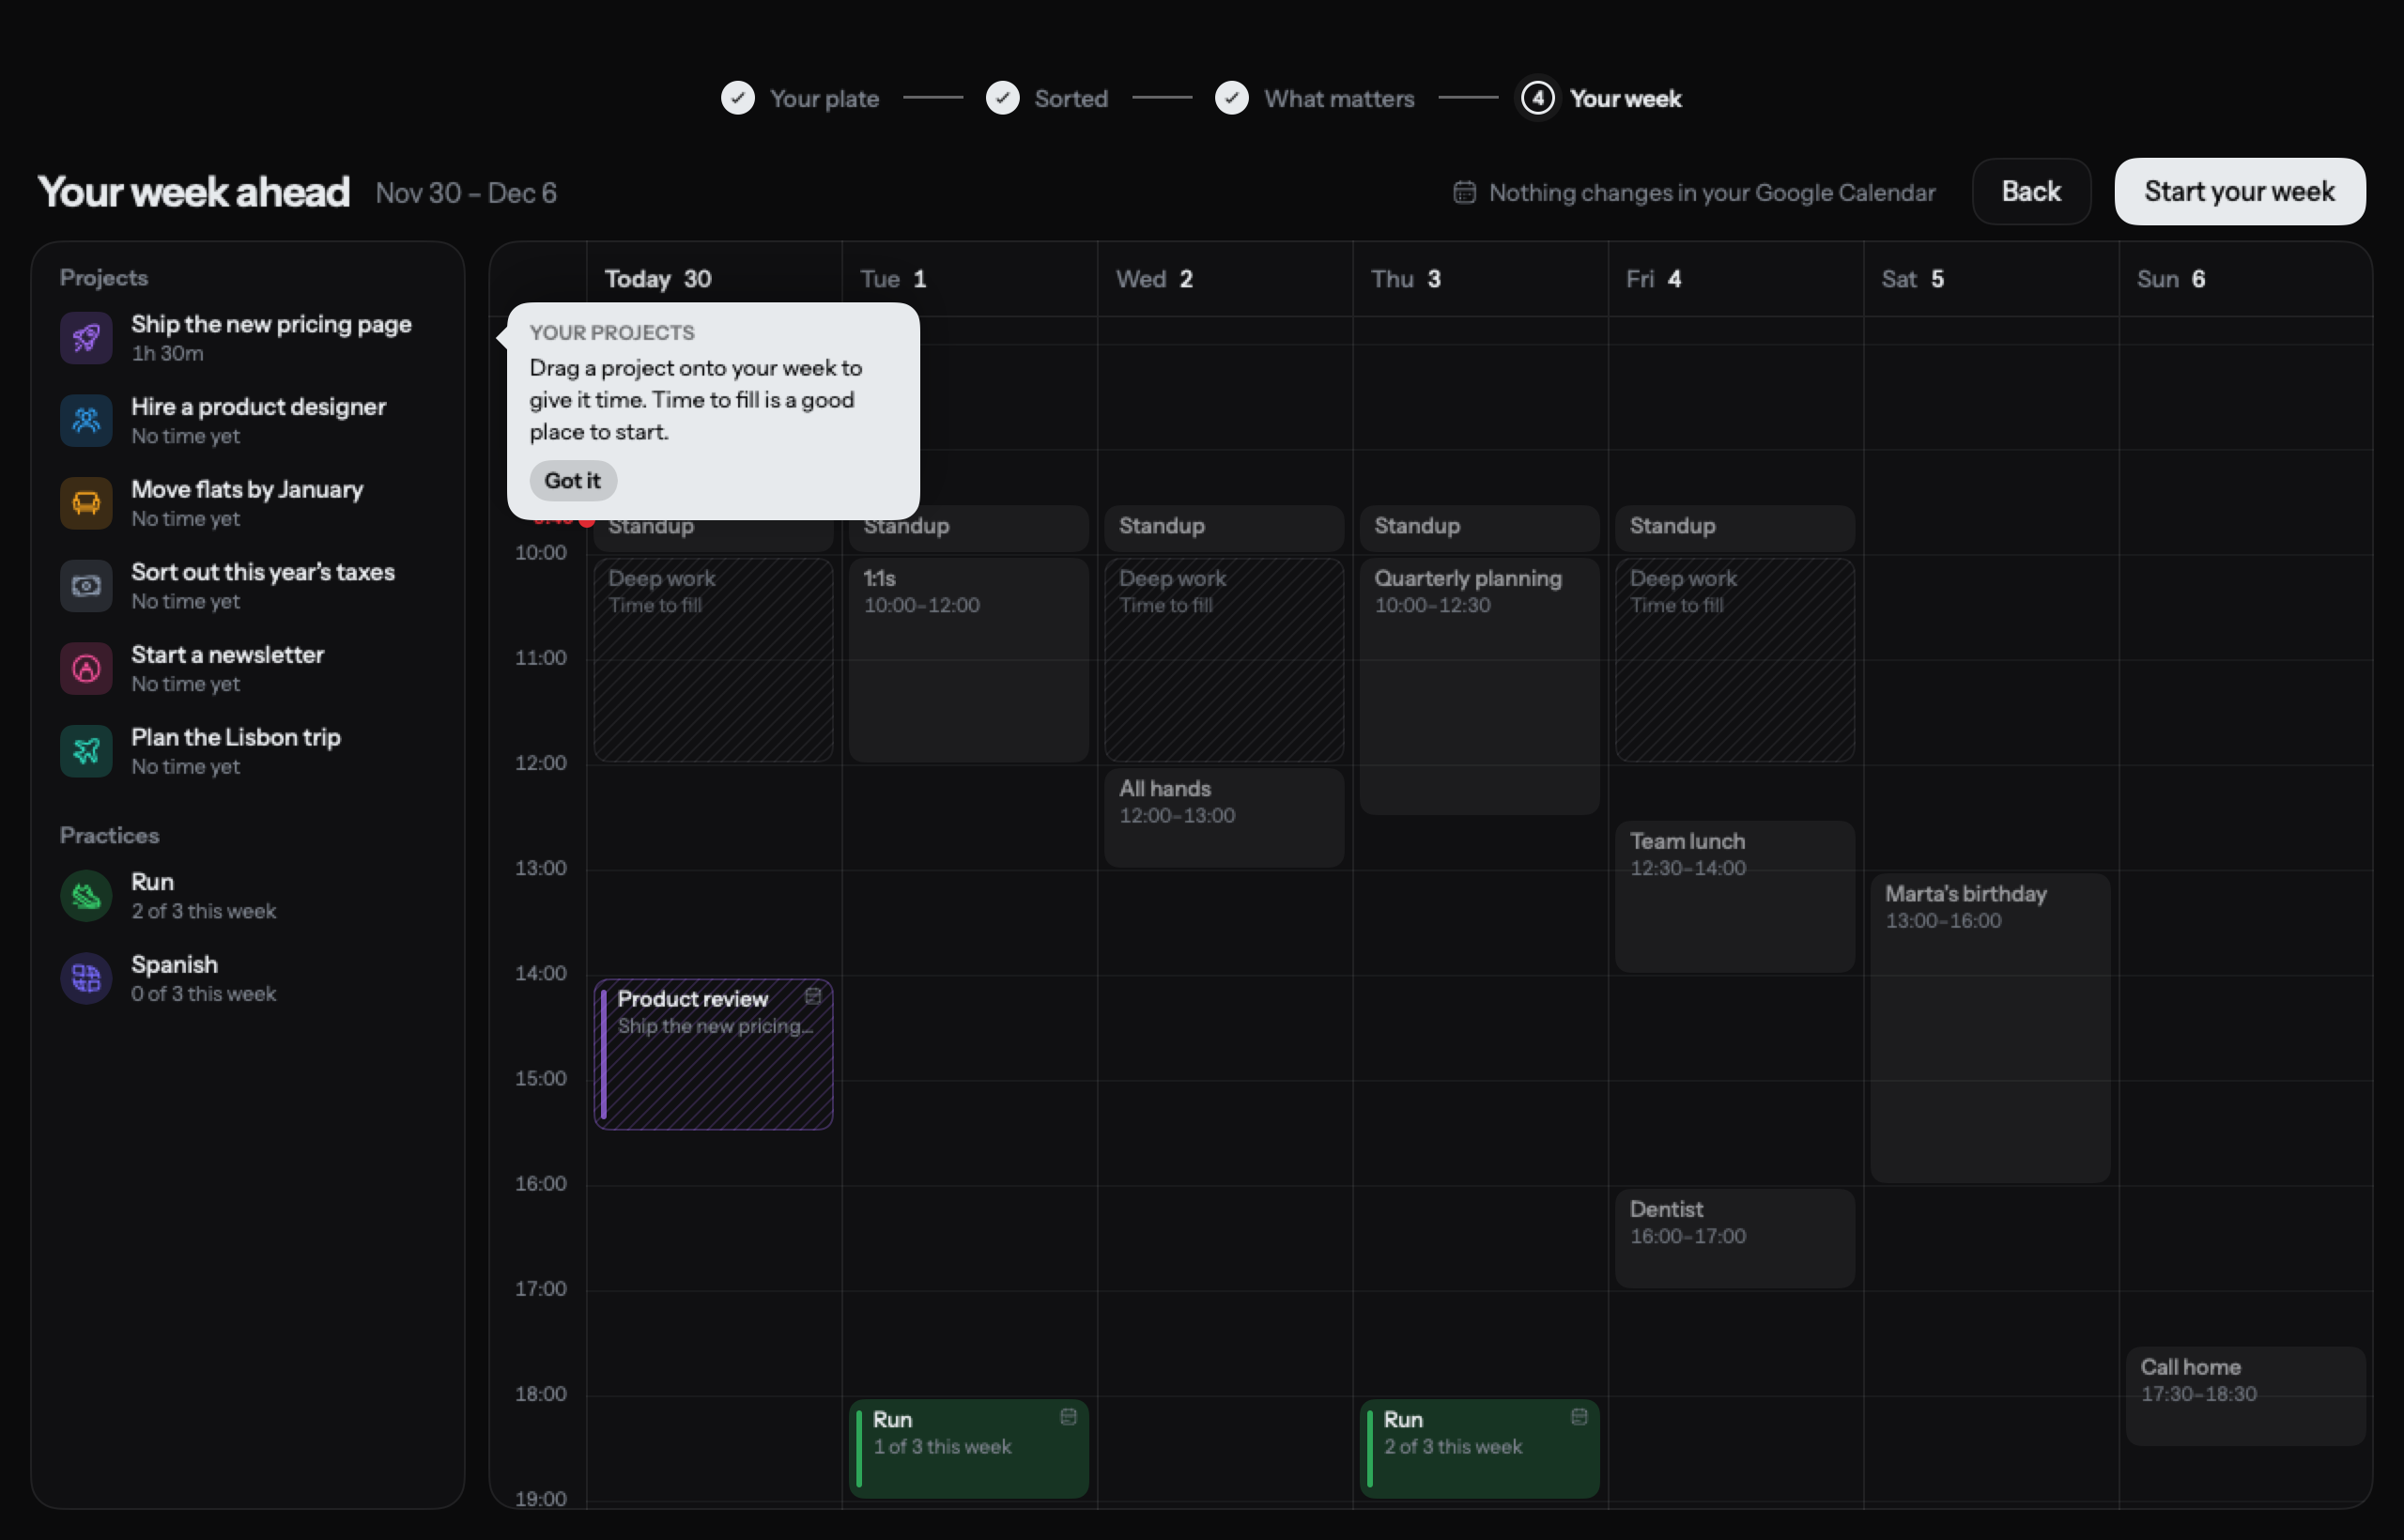 Your plate
Sorted
What matters
4 Your week
Your week ahead Nov 30 – Dec 6
Nothing changes in your Google Calendar
Back
Start your week
Projects
Ship the new pricing page
1h 30m
Hire a product designer
No time yet
Move flats by January
No time yet
Sort out this year's taxes
No time yet
Start a newsletter
No time yet
Plan the Lisbon trip
No time yet
Practices
Run
2 of 3 this week
Spanish
0 of 3 this week
Today 30
Tue 1
Wed 2
Thu 3
Fri 4
Sat 5
Sun 6
YOUR PROJECTS
Drag a project onto your week to
give it time. Time to fill is a good
place to start.
Got it
10:00
11:00
12:00
13:00
14:00
15:00
16:00
17:00
18:00
19:00
Standup
Deep work
Time to fill
Product review
Ship the new pricing...
Standup
1:1s
10:00–12:00
Run
1 of 3 this week
Standup
Deep work
Time to fill
All hands
12:00–13:00
Standup
Quarterly planning
10:00–12:30
Run
2 of 3 this week
Standup
Deep work
Time to fill
Team lunch
12:30–14:00
Dentist
16:00–17:00
Marta's birthday
13:00–16:00
Call home
17:30–18:30